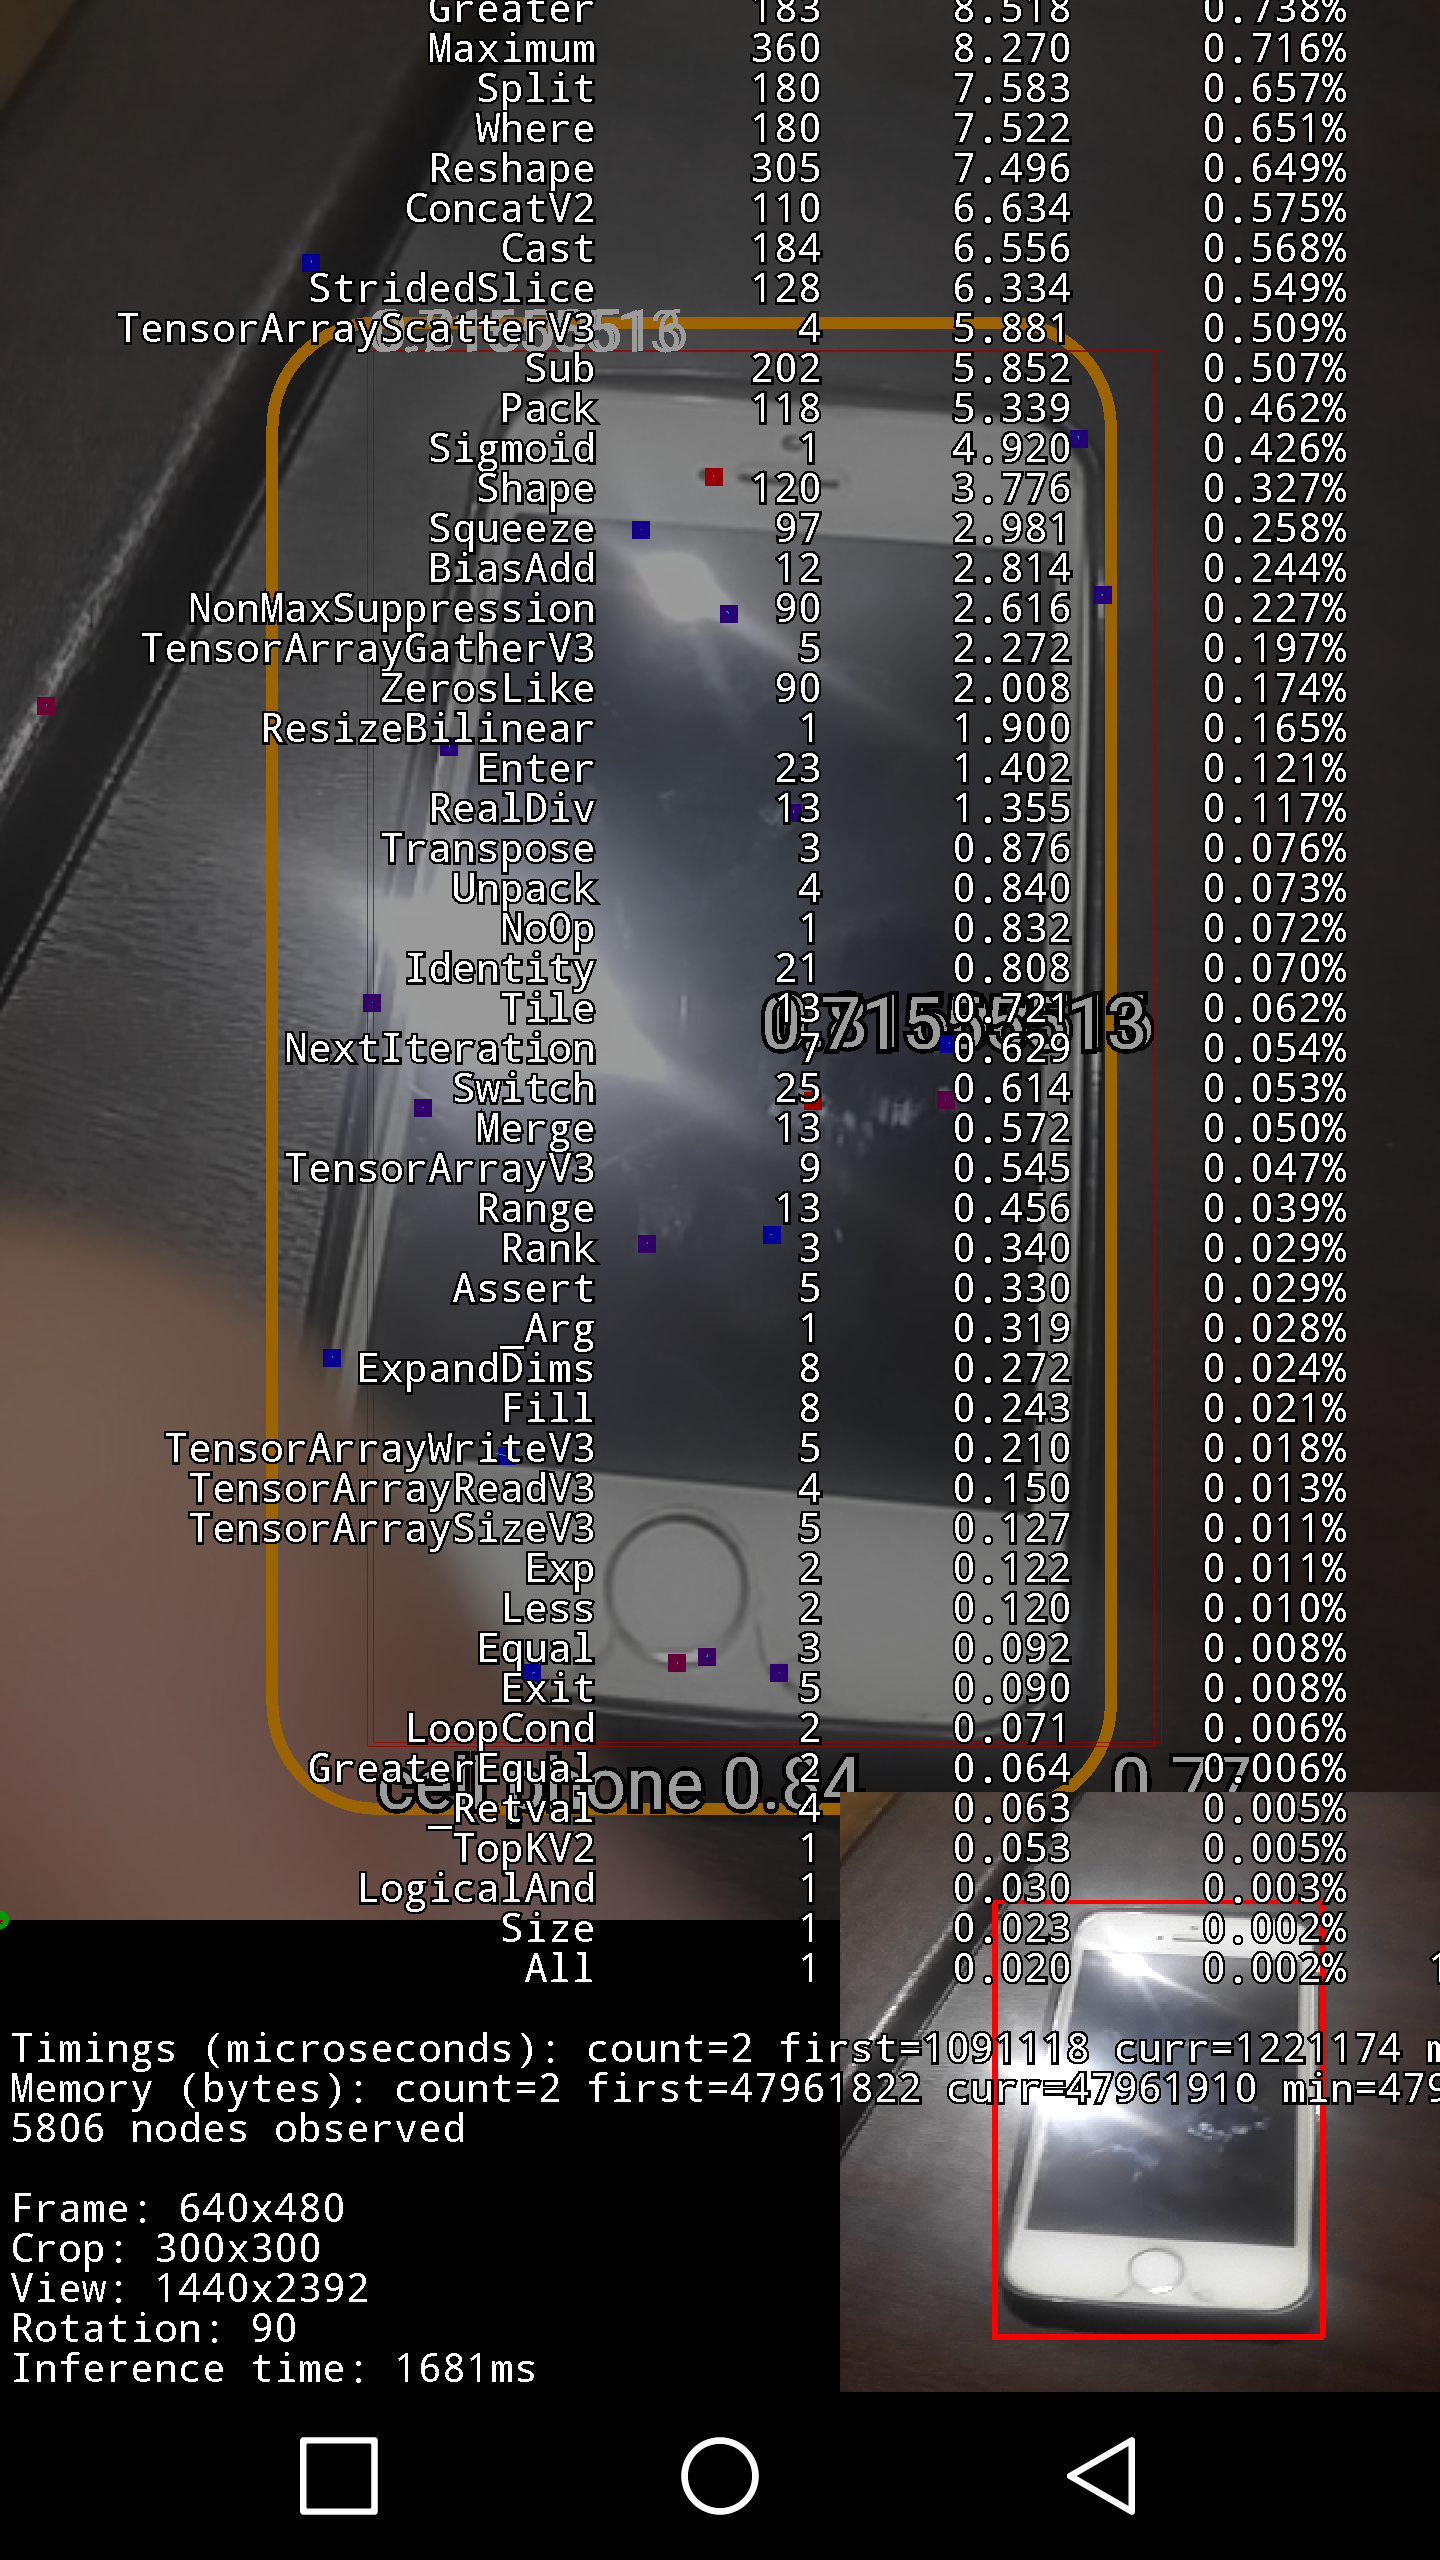 Greater 183 8.518 0.738%
Maximum 360 8.270 0.716%
Split 180 7.583 0.657%
Where 180 7.522 0.651%
Reshape 305 7.496 0.649%
ConcatV2 110 6.634 0.575%
Cast 184 6.556 0.568%
StridedSlice 128 6.334 0.549%
TensorArrayScatterV3 4 5.881 0.509%
Sub 202 5.852 0.507%
Pack 118 5.339 0.462%
Sigmoid 1 4.920 0.426%
Shape 120 3.776 0.327%
Squeeze 97 2.981 0.258%
BiasAdd 12 2.814 0.244%
NonMaxSuppression 90 2.616 0.227%
TensorArrayGatherV3 5 2.272 0.197%
ZerosLike 90 2.008 0.174%
ResizeBilinear 1 1.900 0.165%
Enter 23 1.402 0.121%
RealDiv 13 1.355 0.117%
Transpose 3 0.876 0.076%
Unpack 4 0.840 0.073%
NoOp 1 0.832 0.072%
Identity 21 0.808 0.070%
Tile 13 0.721 0.062%
NextIteration 7 0.629 0.054%
Switch 25 0.614 0.053%
Merge 13 0.572 0.050%
TensorArrayV3 9 0.545 0.047%
Range 13 0.456 0.039%
Rank 3 0.340 0.029%
Assert 5 0.330 0.029%
_Arg 1 0.319 0.028%
ExpandDims 8 0.272 0.024%
Fill 8 0.243 0.021%
TensorArrayWriteV3 5 0.210 0.018%
TensorArrayReadV3 4 0.150 0.013%
TensorArraySizeV3 5 0.127 0.011%
Exp 2 0.122 0.011%
Less 2 0.120 0.010%
Equal 3 0.092 0.008%
Exit 5 0.090 0.008%
LoopCond 2 0.071 0.006%
GreaterEqual 2 0.064 0.006%
cell phone 0.84 0.77
_Retval 4 0.063 0.005%
TopKV2 1 0.053 0.005%
LogicalAnd 1 0.030 0.003%
Size 1 0.023 0.002%
All 1 0.020 0.002%
Timings (microseconds): count=2 first=1091118 curr=1221174 m
Memory (bytes): count=2 first=47961822 curr=47961910 min=479
5806 nodes observed
Frame: 640x480
Crop: 300x300
View: 1440x2392
Rotation: 90
Inference time: 1681ms